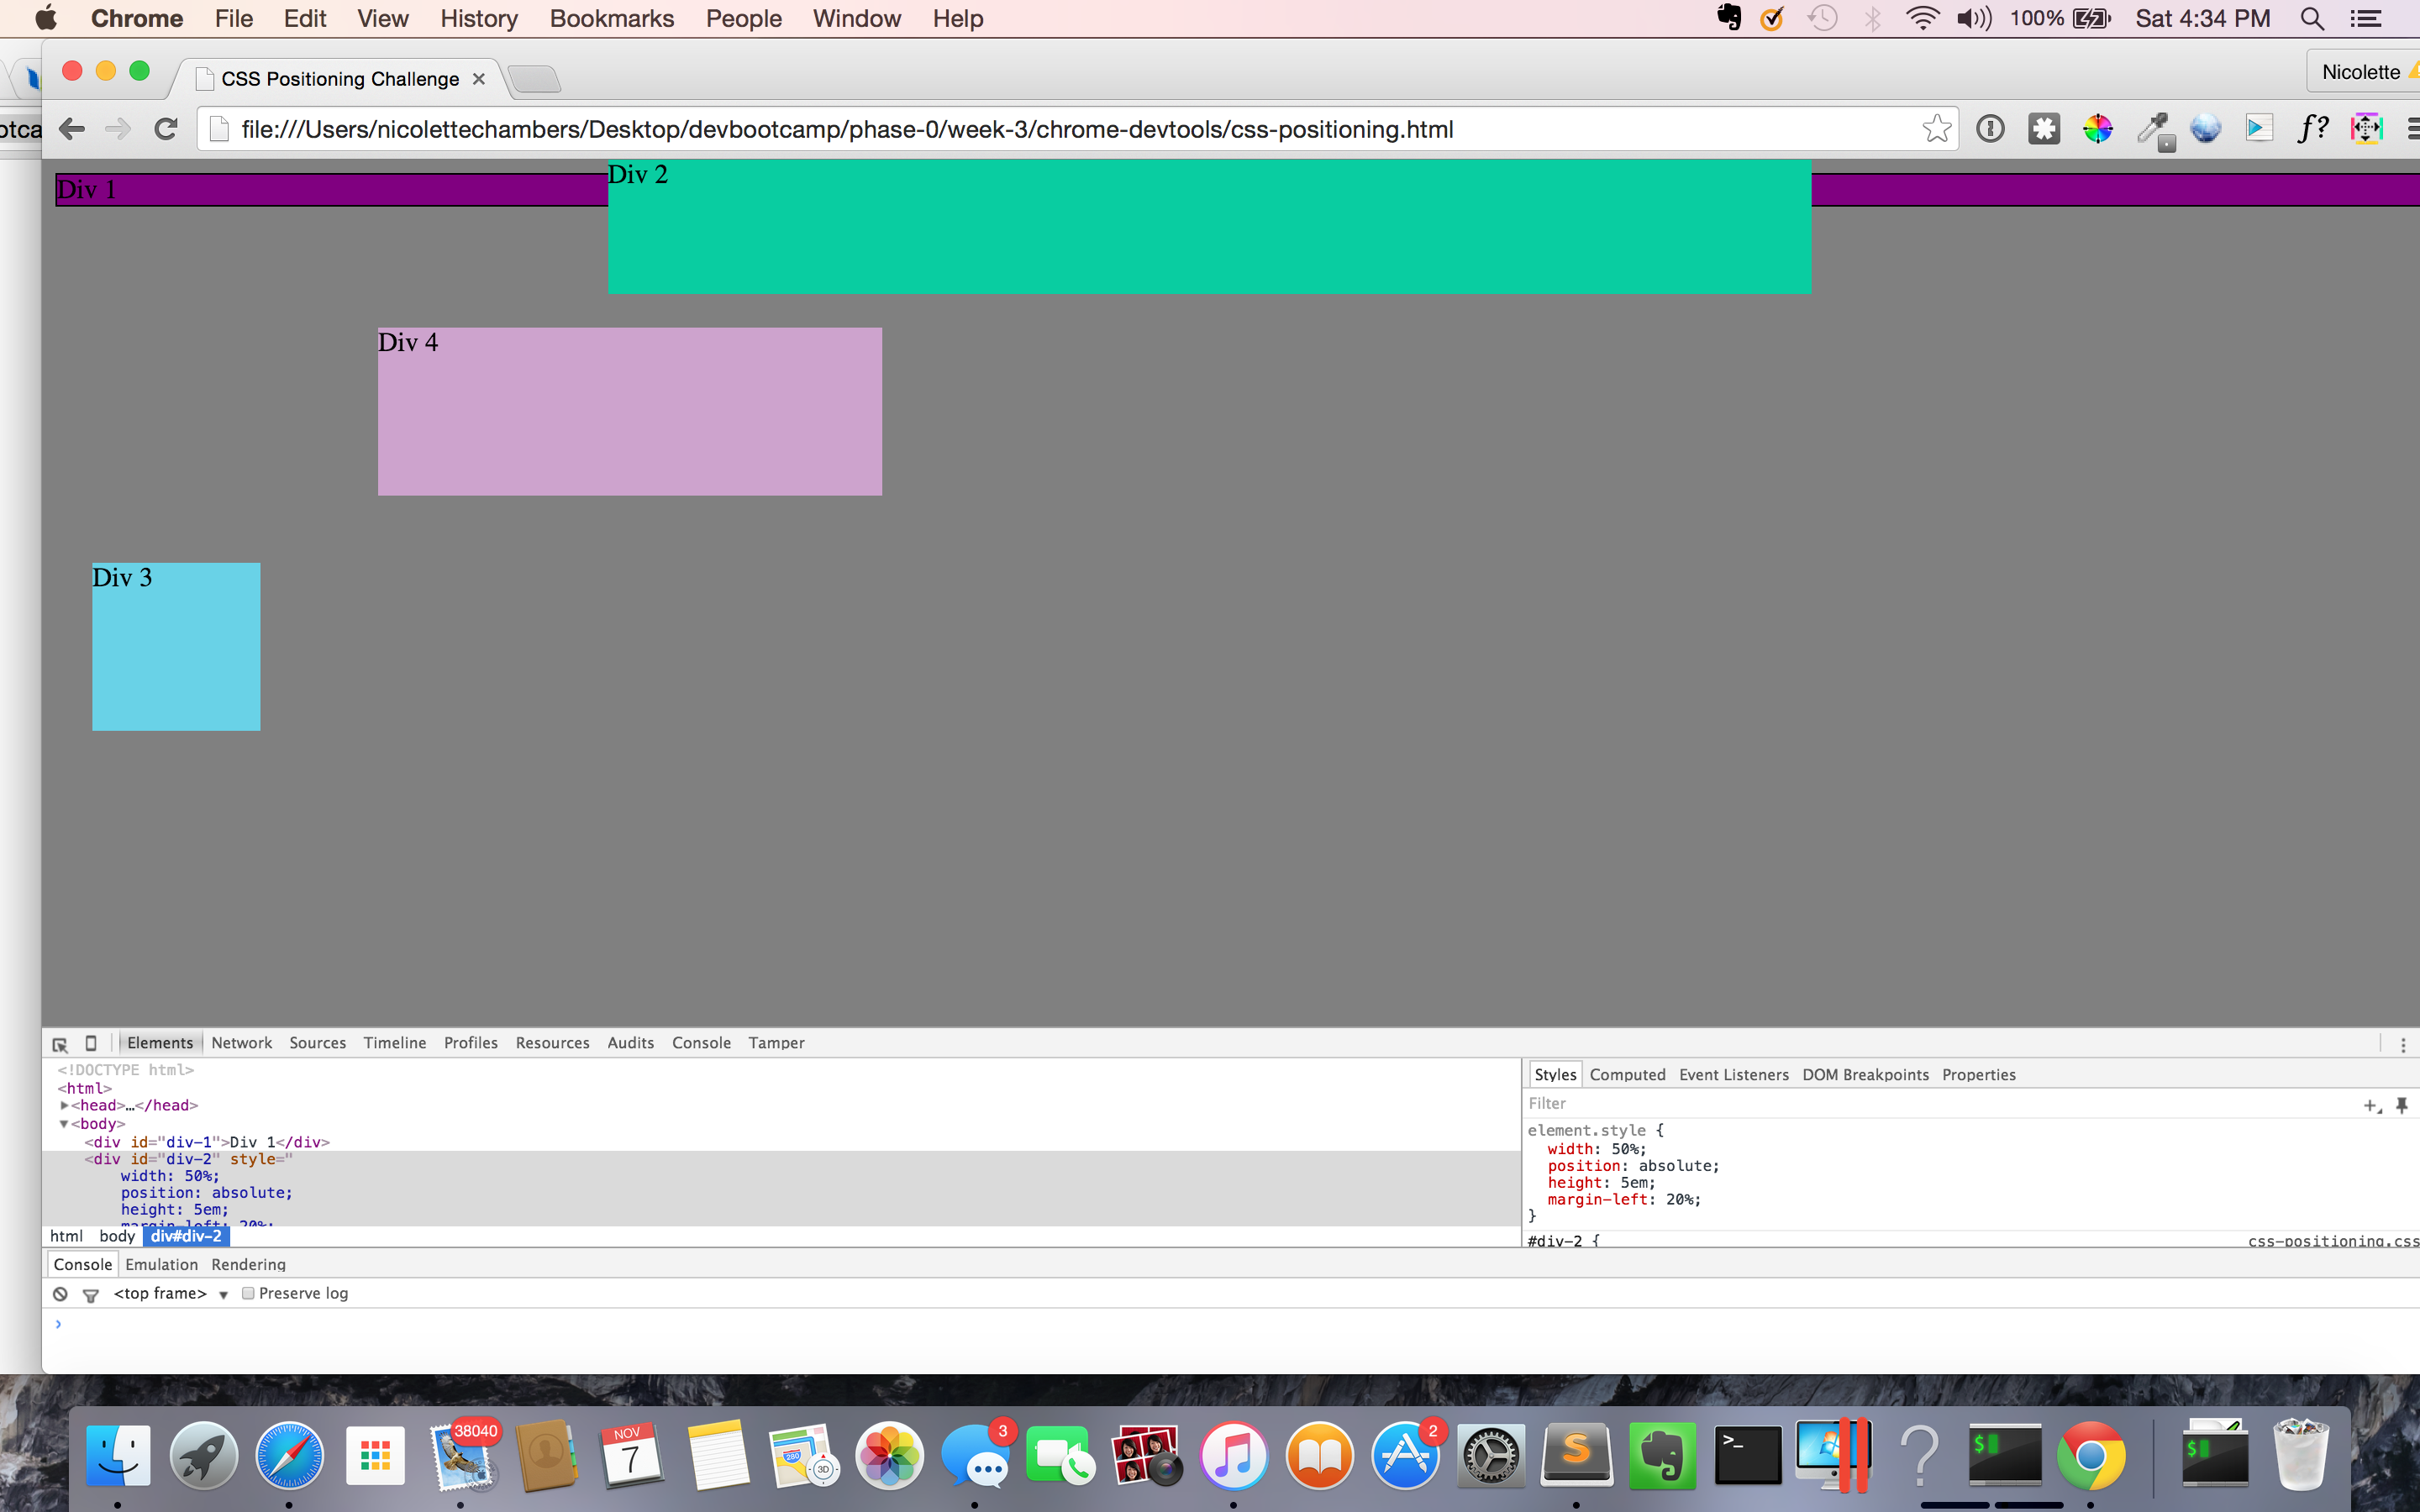 Chrome File Edit View History Bookmarks People Window Help 100% Sat 4:34 PM
CSS Positioning Challenge Nicolette
otca file:///Users/nicolettechambers/Desktop/devbootcamp/phase-0/week-3/chrome-devtools/css-positioning.html f?
Div 1
Div 2
Div 4
Div 3
Elements Network Sources Timeline Profiles Resources Audits Console Tamper
<!DOCTYPE html>
<html>
<head>…</head>
<body>
<div id="div-1">Div 1</div>
<div id="div-2" style="
width: 50%;
position: absolute;
height: 5em;
margin-left: 20%;
html body div#div-2
Styles Computed Event Listeners DOM Breakpoints Properties
Filter
element.style {
width: 50%;
position: absolute;
height: 5em;
margin-left: 20%;
}
#div-2 { css-positioning.css
Console Emulation Rendering
<top frame> Preserve log
38040
NOV
7
280
3D
3
2
S
>_
?
$
$